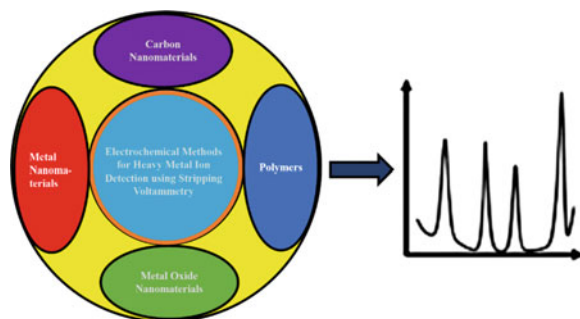 Carbon
Nanomaterials
Metal
Nanoma-
terials
Electrochemical Methods
for Heavy Metal Ion
Detection using Stripping
Voltammetry
Polymers
Metal Oxide
Nanomaterials